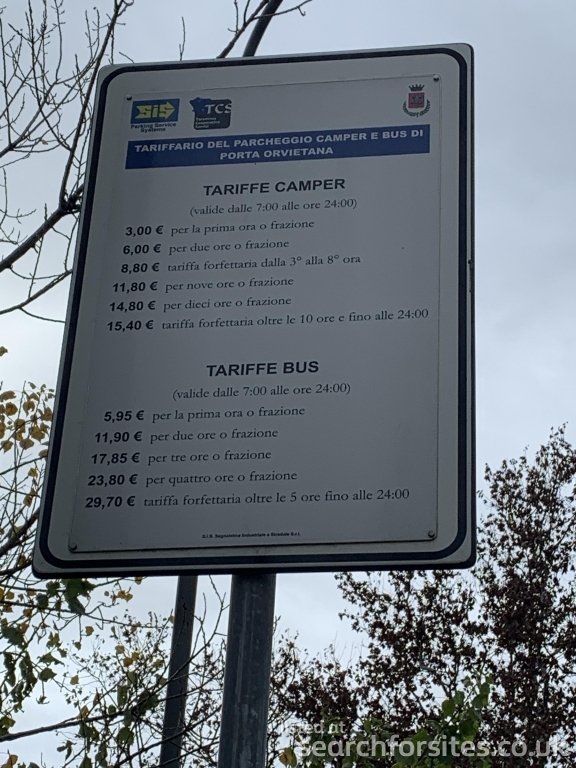 SIS
Parking Service
Systems
TCS
TARIFFARIO DEL PARCHEGGIO CAMPER E BUS DI
PORTA ORVIETANA
TARIFFE CAMPER
(valide dalle 7:00 alle ore 24:00)
3,00 € per la prima ora o frazione
6,00 € per due ore o frazione
8,80 € tariffa forfettaria dalla 3° alla 8° ora
11,80 € per nove ore o frazione
14,80 € per dieci ore o frazione
15,40 € tariffa forfettaria oltre le 10 ore e fino alle 24:00
TARIFFE BUS
(valide dalle 7:00 alle ore 24:00)
5,95 € per la prima ora o frazione
11,90 € per due ore o frazione
17,85 € per tre ore o frazione
23,80 € per quattro ore o frazione
29,70 € tariffa forfettaria oltre le 5 ore fino alle 24:00
S.I.S. Segnaletica Industriale e Stradale S.r.l.
listed at
searchforsites.co.uk